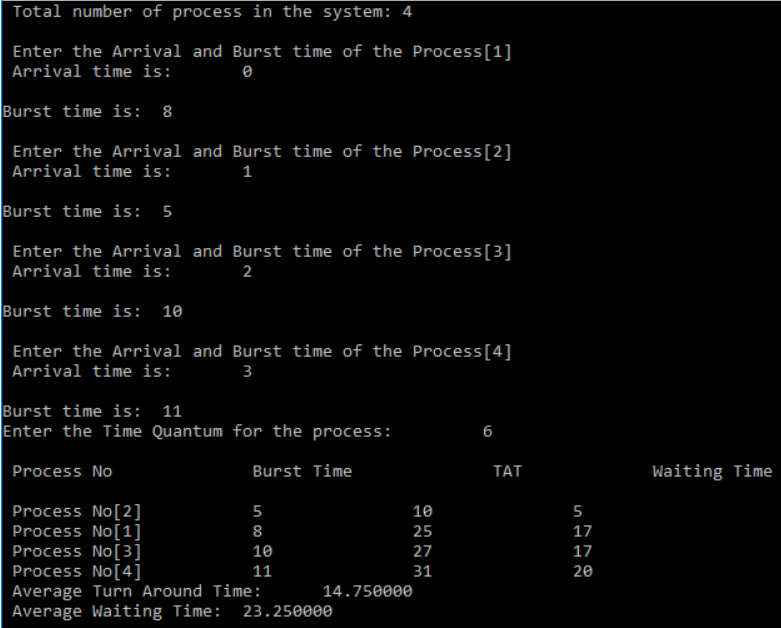 Total number of process in the system: 4
Enter the Arrival and Burst time of the Process[1]
Arrival time is: 0
Burst time is: 8
Enter the Arrival and Burst time of the Process[2]
Arrival time is: 1
Burst time is: 5
Enter the Arrival and Burst time of the Process[3]
Arrival time is: 2
Burst time is: 10
Enter the Arrival and Burst time of the Process[4]
Arrival time is: 3
Burst time is: 11
Enter the Time Quantum for the process: 6
Process No Burst Time TAT Waiting Time
Process No[2] 5 10 5
Process No[1] 8 25 17
Process No[3] 10 27 17
Process No[4] 11 31 20
Average Turn Around Time: 14.750000
Average Waiting Time: 23.250000